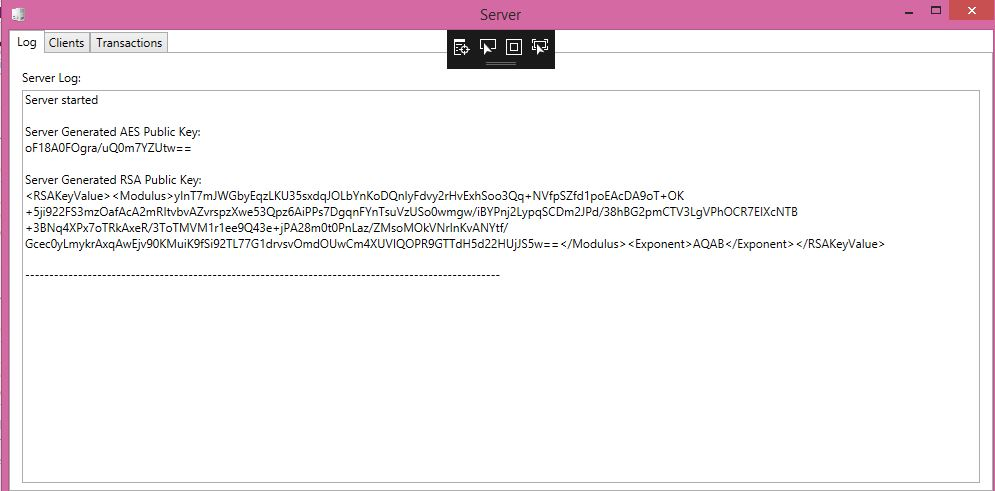 Server
Log Clients Transactions
Server Log:
Server started
Server Generated AES Public Key:
oF18A0FOgra/uQ0m7YZUtw==
Server Generated RSA Public Key:
<RSAKeyValue><Modulus>yInT7mJWGbyEqzLKU35sxdqJOLbYnKoDQnlyFdvy2rHvExhSoo3Qq+NVfpSZfd1poEAcDA9oT+OK
+5ji922FS3mzOafAcA2mRItvbvAZvrspzXwe53Qpz6AiPPs7DgqnFYnTsuVzUSo0wmgw/iBYPnj2LypqSCDm2JPd/38hBG2pmCTV3LgVPhOCR7EIXcNTB
+3BNq4XPx7oTRkAxeR/3ToTMVM1r1ee9Q43e+jPA28m0t0PnLaz/ZMsoMOkVNrInKvANYtf/
Gcec0yLmykrAxqAwEjv90KMuiK9fSi92TL77G1drvsvOmdOUwCm4XUVIQOPR9GTTdH5d22HUjJS5w==</Modulus><Exponent>AQAB</Exponent></RSAKeyValue>
----------------------------------------------------------------------------------------------------